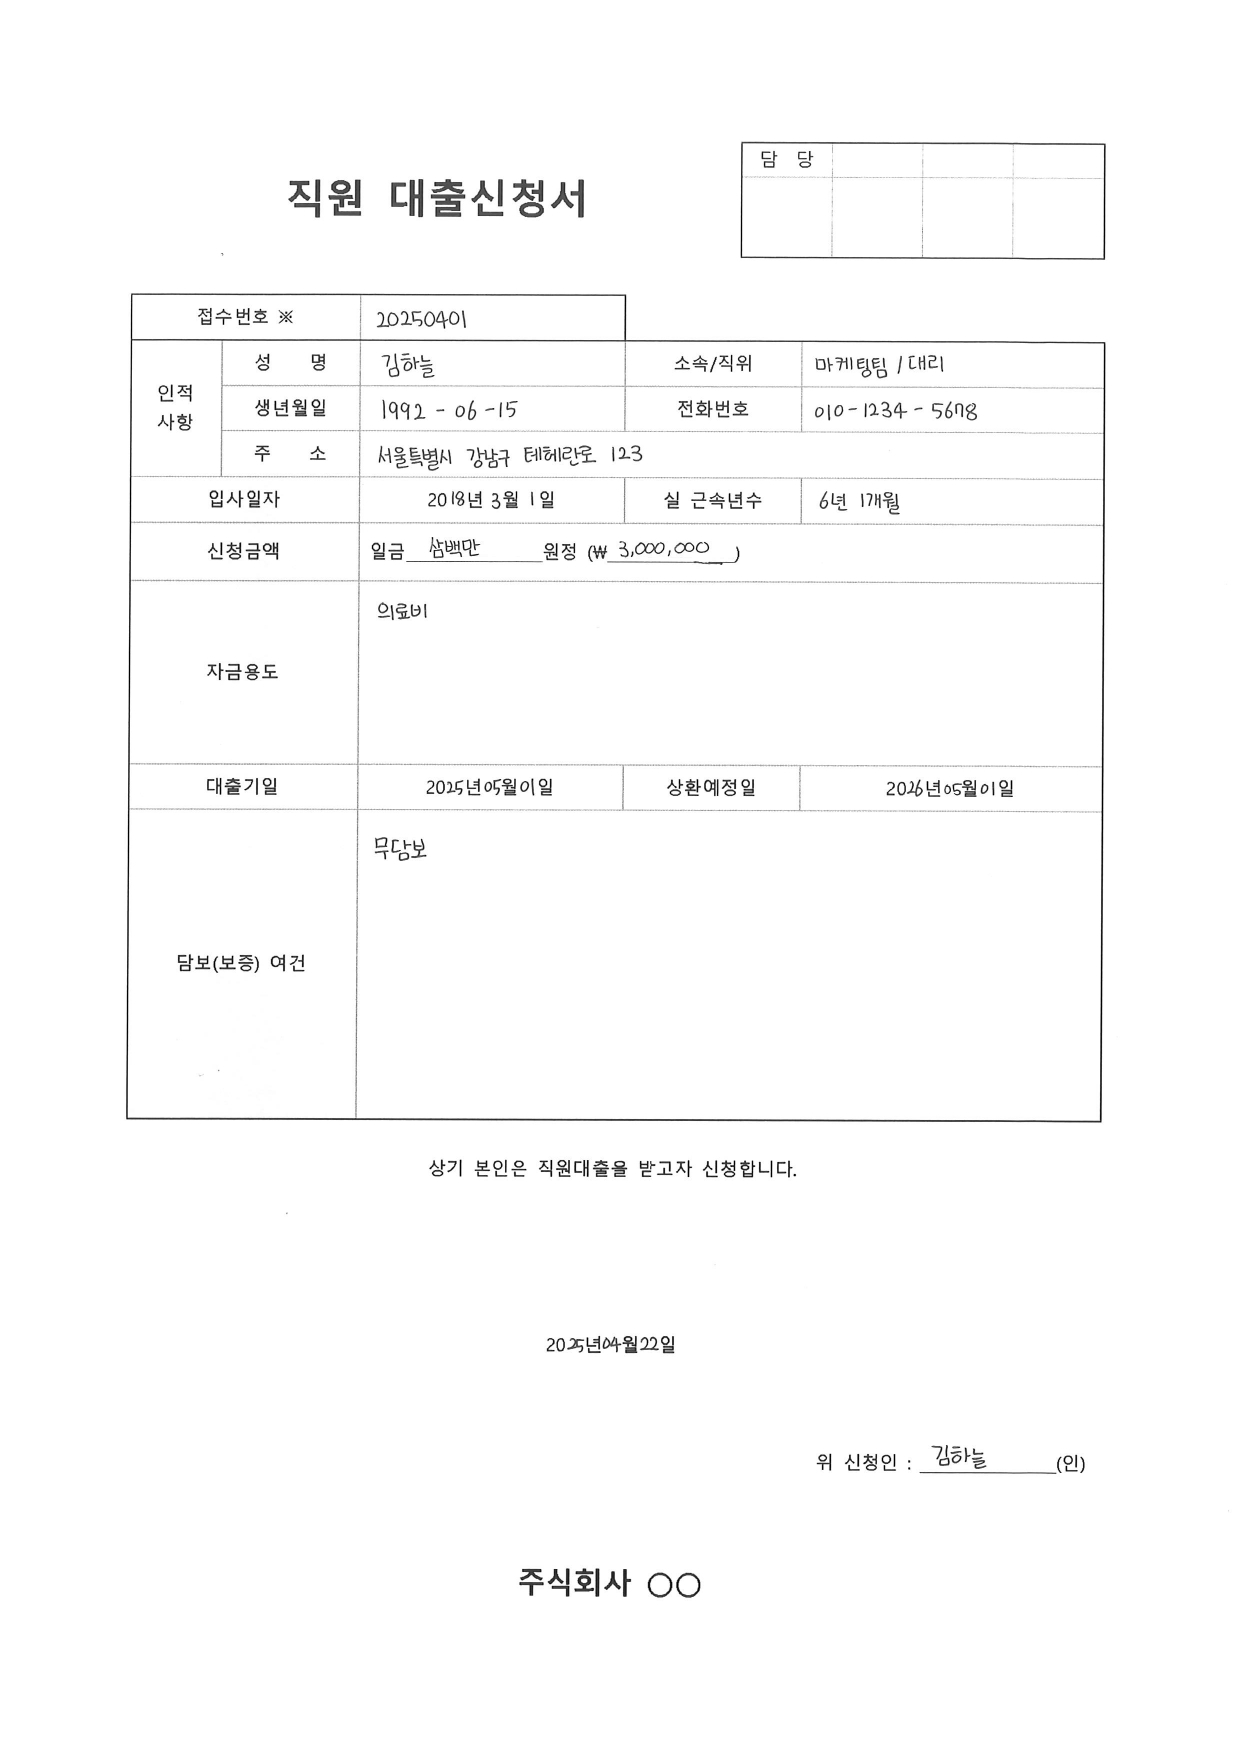 담 당
직원 대출신청서
접수번호 ※ 20250401
인적
사항
성 명 김하늘 소속/직위 마케팅팀 / 대리
생년월일 1992 - 06 - 15 전화번호 010 - 1234 - 5678
주 소 서울특별시 강남구 테헤란로 123
입사일자 2018년 3월 1일 실 근속년수 6년 1개월
신청금액 일금 삼백만 원정 (₩ 3,000,000 )
자금용도 의료비
대출기일 2025년05월01일 상환예정일 2026년05월01일
담보(보증) 여건 무담보
상기 본인은 직원대출을 받고자 신청합니다.
2025년04월22일
위 신청인 : 김하늘 (인)
주식회사 ○○